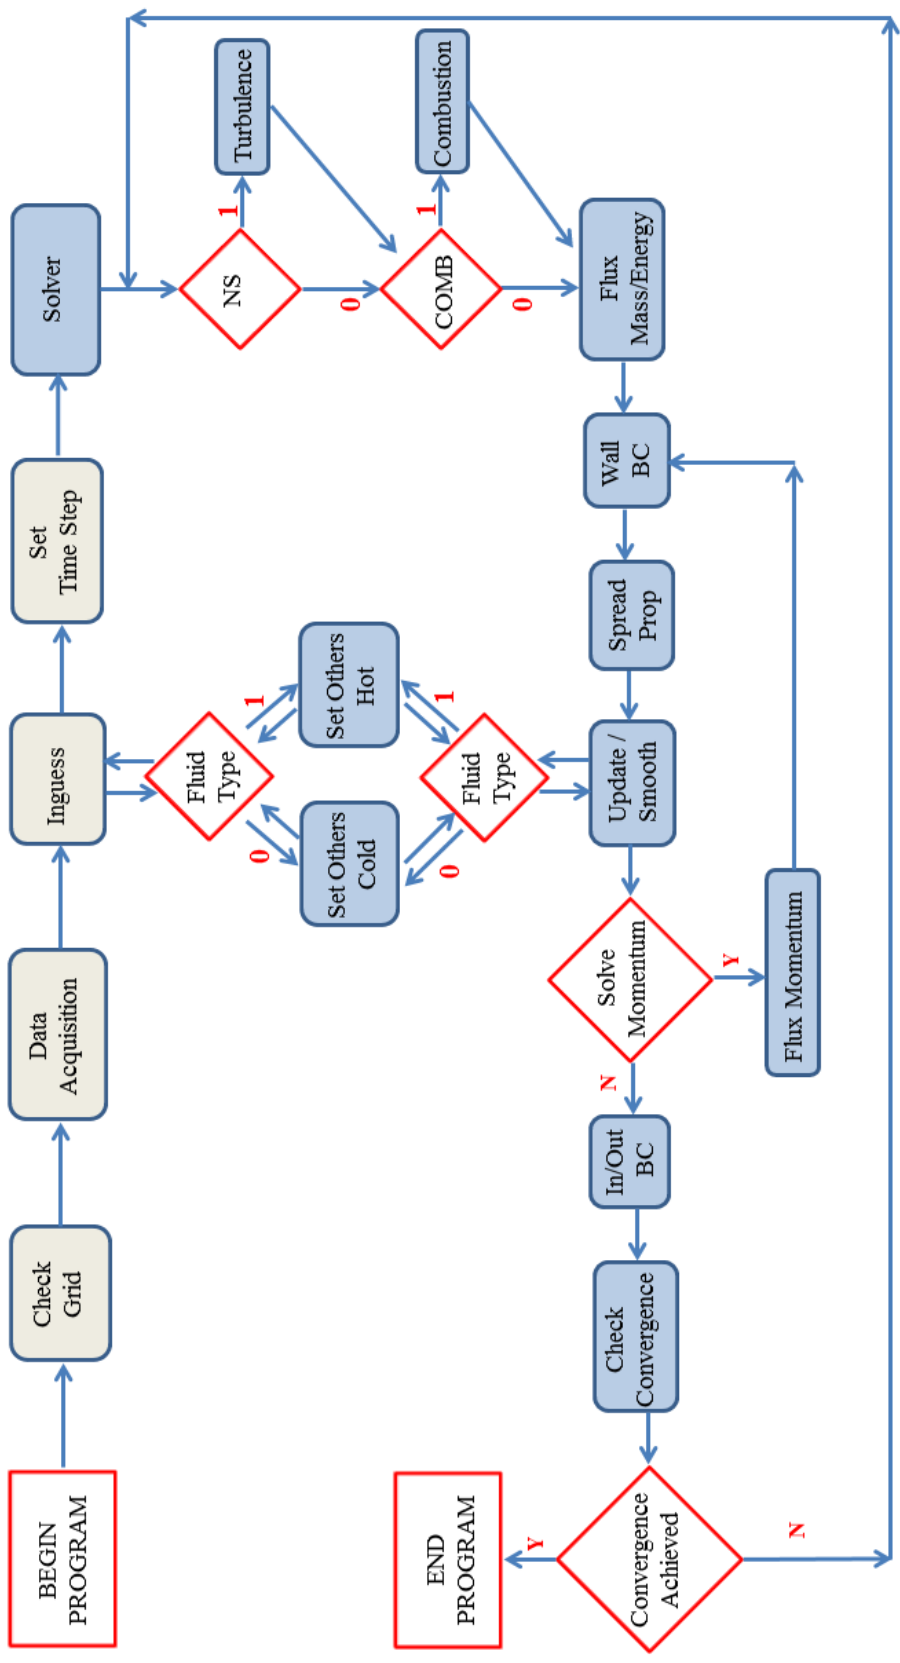 BEGIN
PROGRAM
Check
Grid
Data
Acquisition
Inguess
Set
Time Step
Solver
Fluid
Type
0
1
Set Others
Cold
Set Others
Hot
0
1
Fluid
Type
NS
1
Turbulence
0
COMB
1
Combustion
0
Flux
Mass/Energy
Wall
BC
Spread
Prop
Update /
Smooth
Solve
Momentum
Y
Flux Momentum
N
In/Out
BC
Check
Convergence
Convergence
Achieved
Y
END
PROGRAM
N